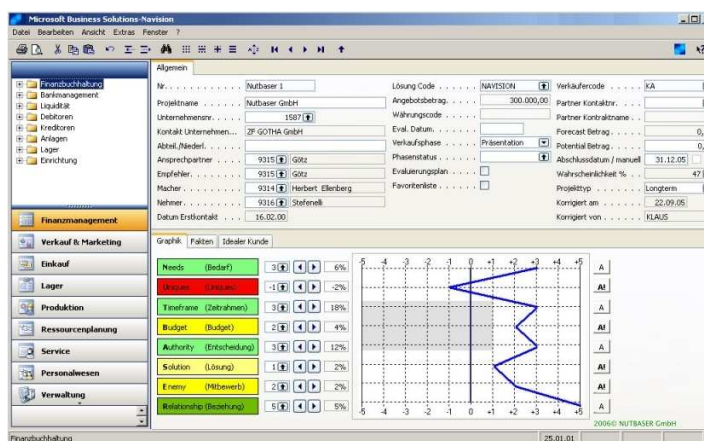 Microsoft Business Solutions-Navision
Datei Bearbeiten Ansicht Extras Fenster ?
Finanzbuchhaltung
Bankmanagement
Liquidität
Debitoren
Kreditoren
Anlagen
Lager
Einrichtung
Finanzmanagement
Verkauf & Marketing
Einkauf
Lager
Produktion
Ressourcenplanung
Service
Personalwesen
Verwaltung
Allgemein
Nr. Nutbaser 1
Projektname Nutbaser GmbH
Unternehmensnr. 1587
Kontakt Unternehmen... ZF GOTHA GmbH
Abteil./Niederl.
Ansprechpartner 9315 Götz
Empfehler 9315 Götz
Macher 9314 Herbert Ellenberg
Nehmer 9316 Stefenelli
Datum Erstkontakt 16.02.00
Lösung Code NAVISION
Angebotsbetrag 300.000,00
Währungscode
Eval. Datum
Verkaufsphase Präsentation
Phasenstatus
Evaluierungsplan
Favoritenliste
Verkäufercode KA
Partner Kontaktnr.
Partner Kontraktname
Forecast Betrag 0,
Potential Betrag 0,
Abschlussdatum / manuell 31.12.05
Wahrscheinlichkeit % 47
Projekttyp Longterm
Korrigiert am 22.09.05
Korrigiert von KLAUS
Graphik Fakten Idealer Kunde
Needs (Bedarf) 3 6%
Uniques (Uniques) -1 -2%
Timeframe (Zeitrahmen) 3 18%
Budget (Budget) 2 4%
Authority (Entscheidung) 3 12%
Solution (Lösung) 1 2%
Enemy (Mitbewerb) 2 2%
Relationship (Beziehung) 5 5%
-5 -4 -3 -2 -1 0 +1 +2 +3 +4 +5
A
A!
A
A!
A
A!
A!
A
-5 -4 -3 -2 -1 0 +1 +2 +3 +4 +5
2006© NUTBASER GmbH
Finanzbuchhaltung 25.01.01